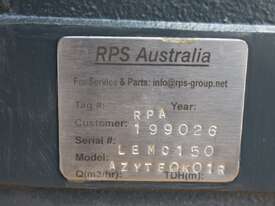 RPS Australia
For Service & Parts: info@rps-group.net
Tag #: Year:
Customer: RPA
Serial #: 199026
Model: LEMC150
AZYTEOK01R
Q(m3/hr): TDH(m):